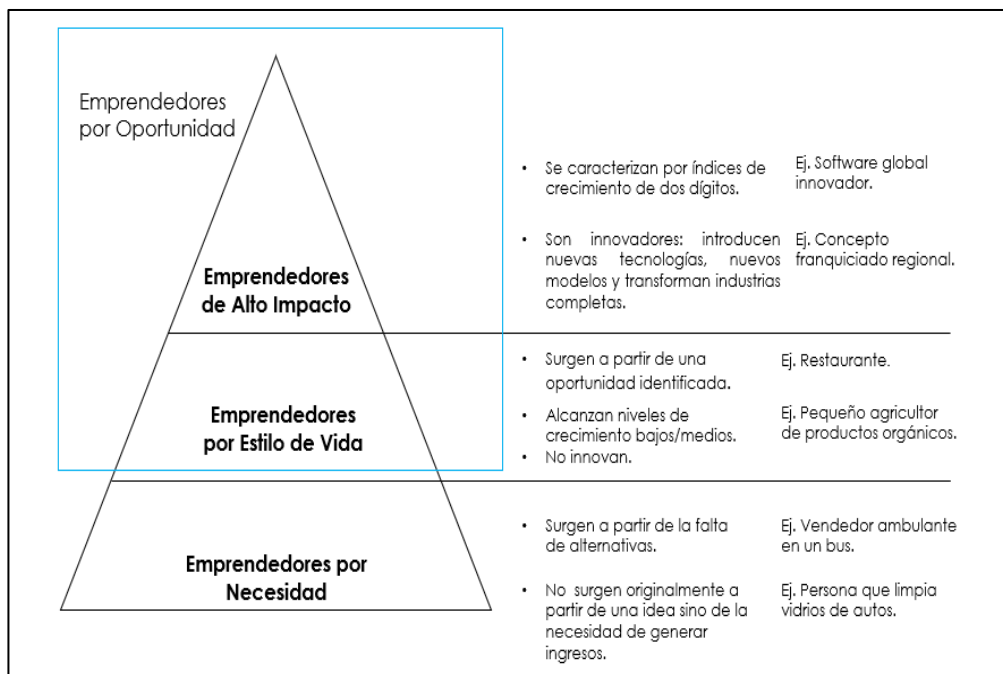 Emprendedores
por Oportunidad
Emprendedores
de Alto Impacto
• Se caracterizan por índices de
crecimiento de dos dígitos.
Ej. Software global
innovador.
• Son innovadores: introducen
nuevas tecnologías, nuevos
modelos y transforman industrias
completas.
Ej. Concepto
franquiciado regional.
Emprendedores
por Estilo de Vida
• Surgen a partir de una
oportunidad identificada.
Ej. Restaurante.
• Alcanzan niveles de
crecimiento bajos/medios.
• No innovan.
Ej. Pequeño agricultor
de productos orgánicos.
Emprendedores por
Necesidad
• Surgen a partir de la falta
de alternativas.
Ej. Vendedor ambulante
en un bus.
• No surgen originalmente a
partir de una idea sino de la
necesidad de generar
ingresos.
Ej. Persona que limpia
vidrios de autos.